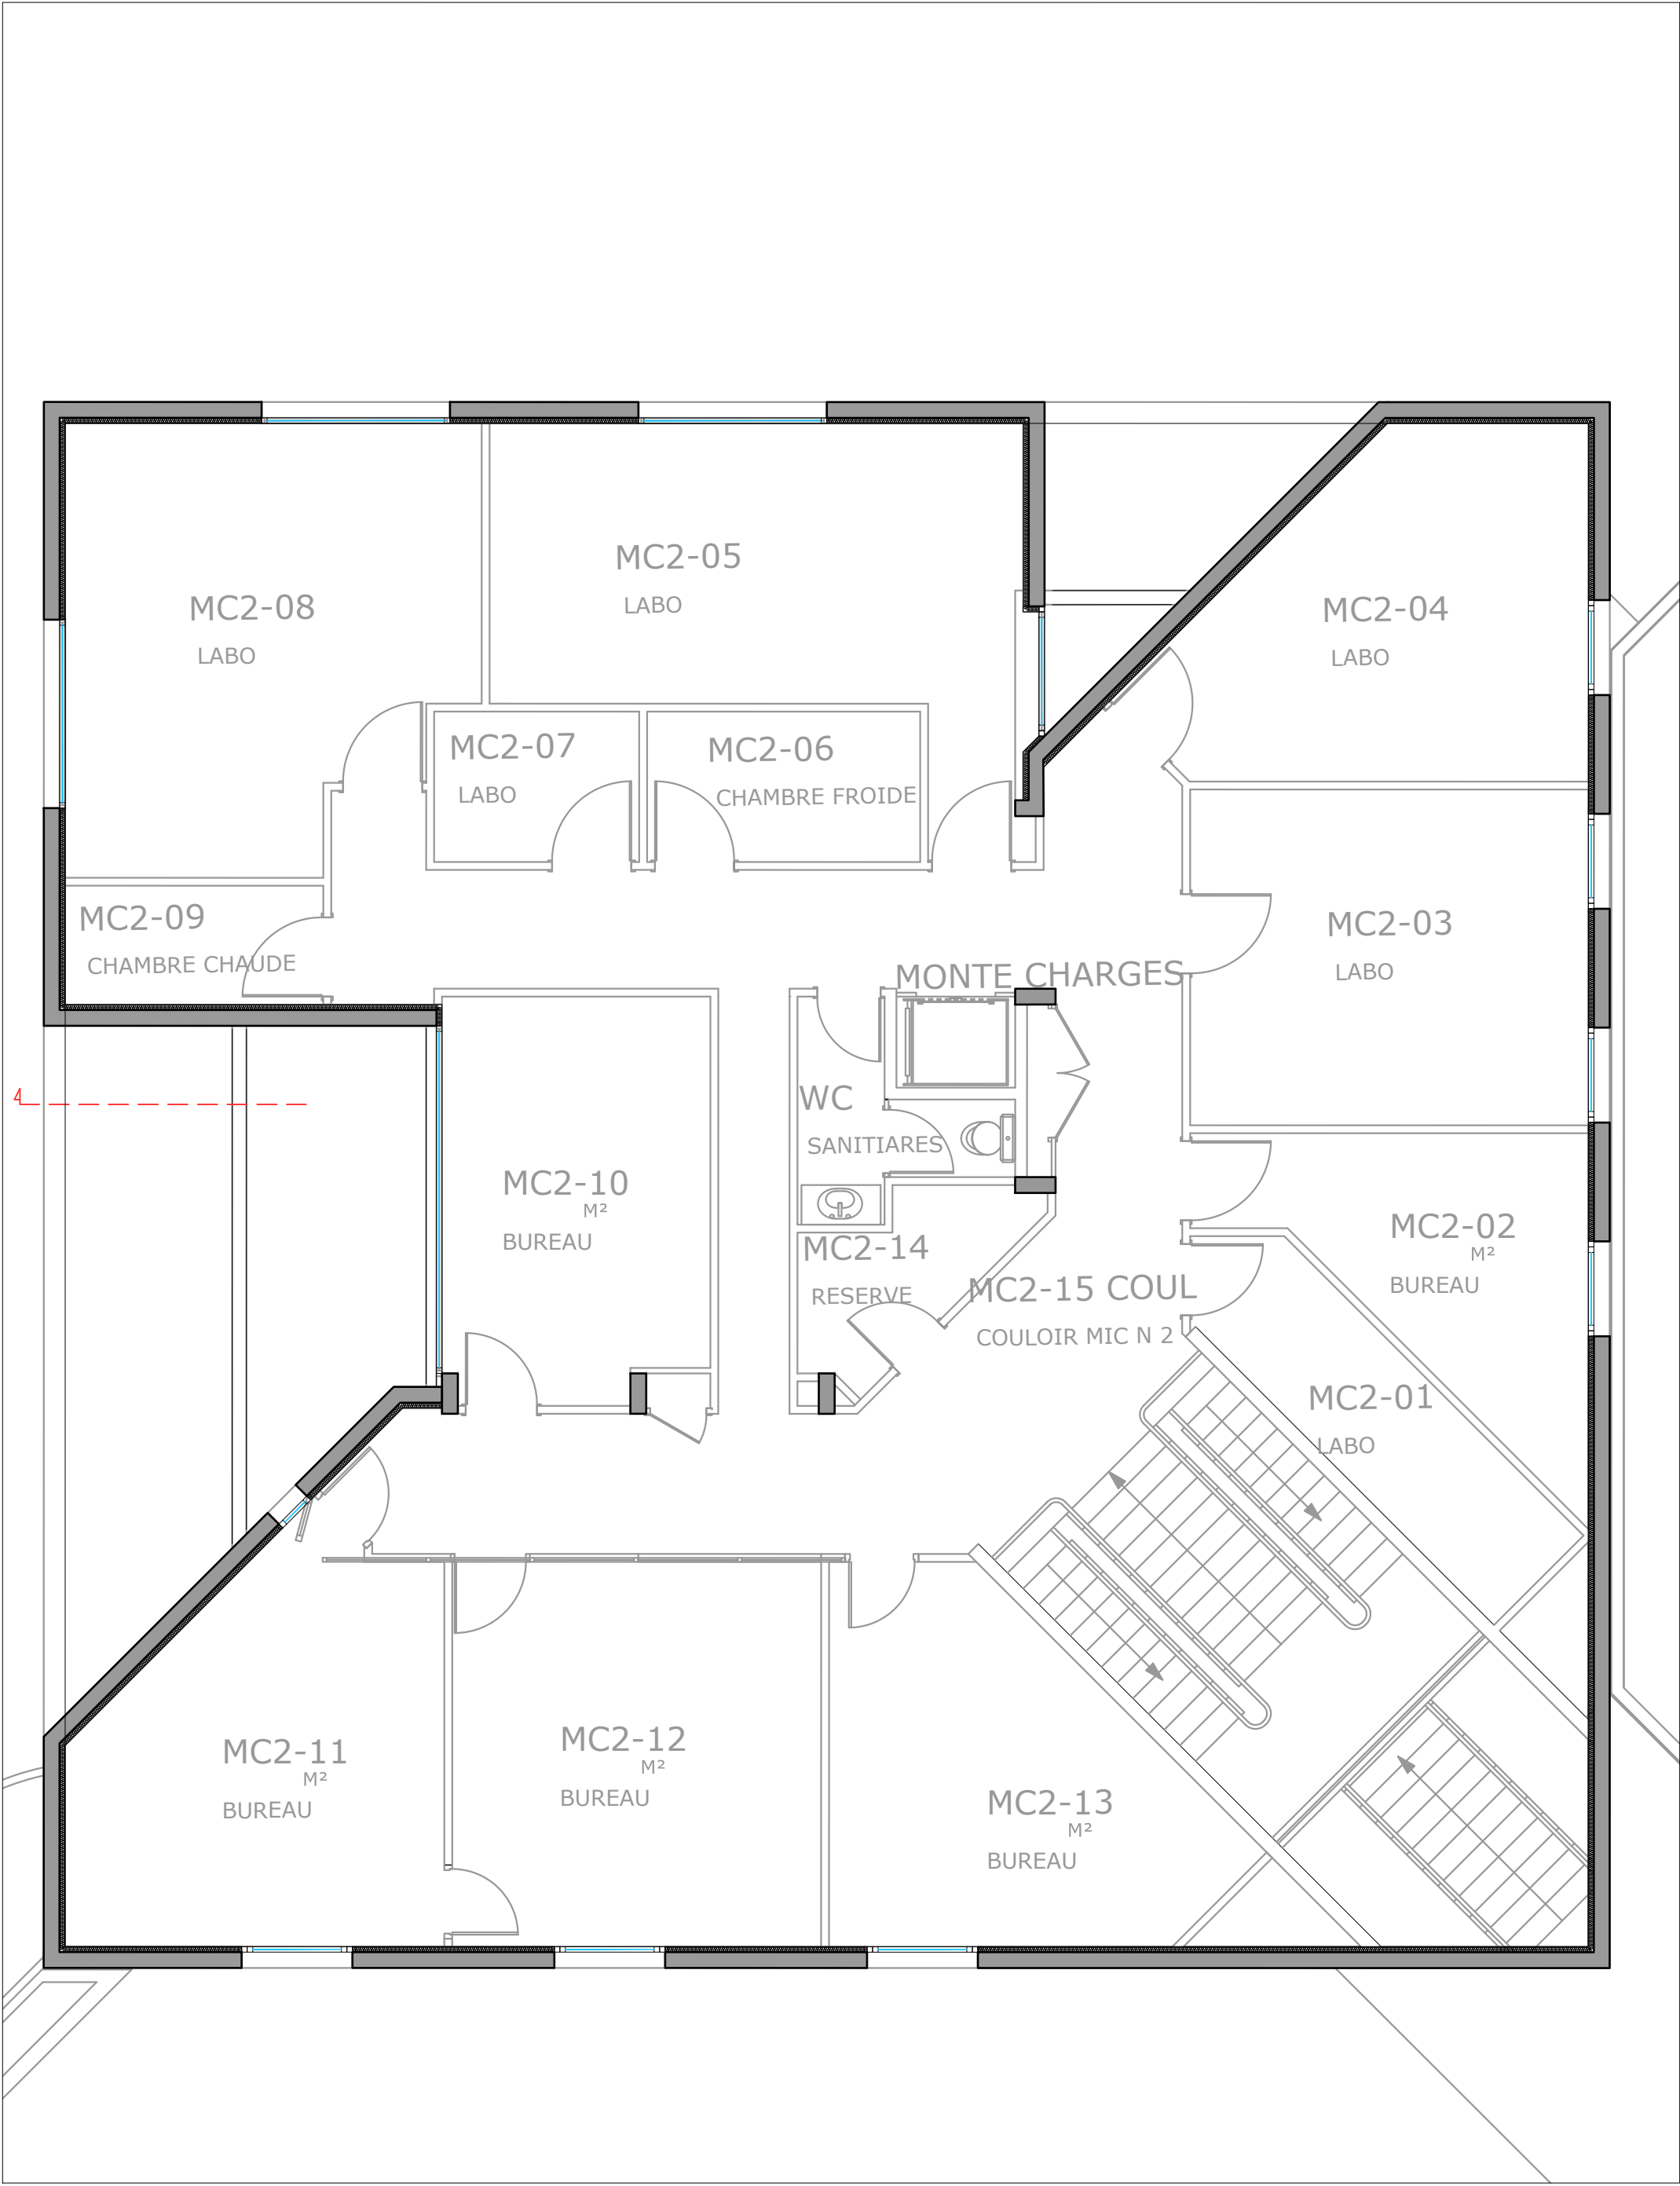 MC2-05
LABO
MC2-08
LABO
MC2-04
LABO
MC2-07
LABO
MC2-06
CHAMBRE FROIDE
MC2-09
CHAMBRE CHAUDE
MC2-03
LABO
MONTE CHARGES
4
WC
SANITIARES
MC2-10
M²
BUREAU
MC2-14
RESERVE
MC2-15 COUL
COULOIR MIC N 2
MC2-02
M²
BUREAU
MC2-01
LABO
MC2-11
M²
BUREAU
MC2-12
M²
BUREAU
MC2-13
M²
BUREAU